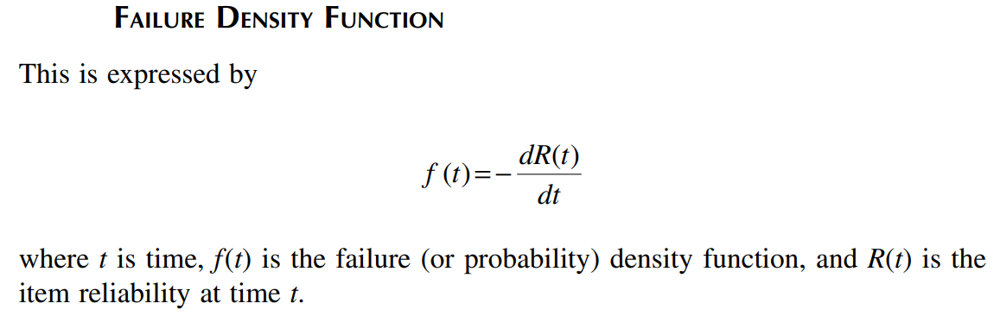 FAILURE DENSITY FUNCTION
This is expressed by
f (t)=− dR(t)/dt
where t is time, f(t) is the failure (or probability) density function, and R(t) is the
item reliability at time t.